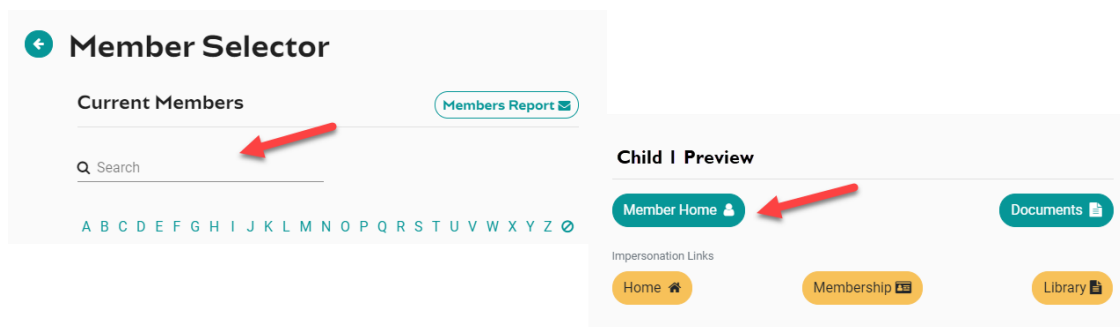 Member Selector
Current Members
Members Report
Search
A B C D E F G H I J K L M N O P Q R S T U V W X Y Z
Child 1 Preview
Member Home
Documents
Impersonation Links
Home
Membership
Library